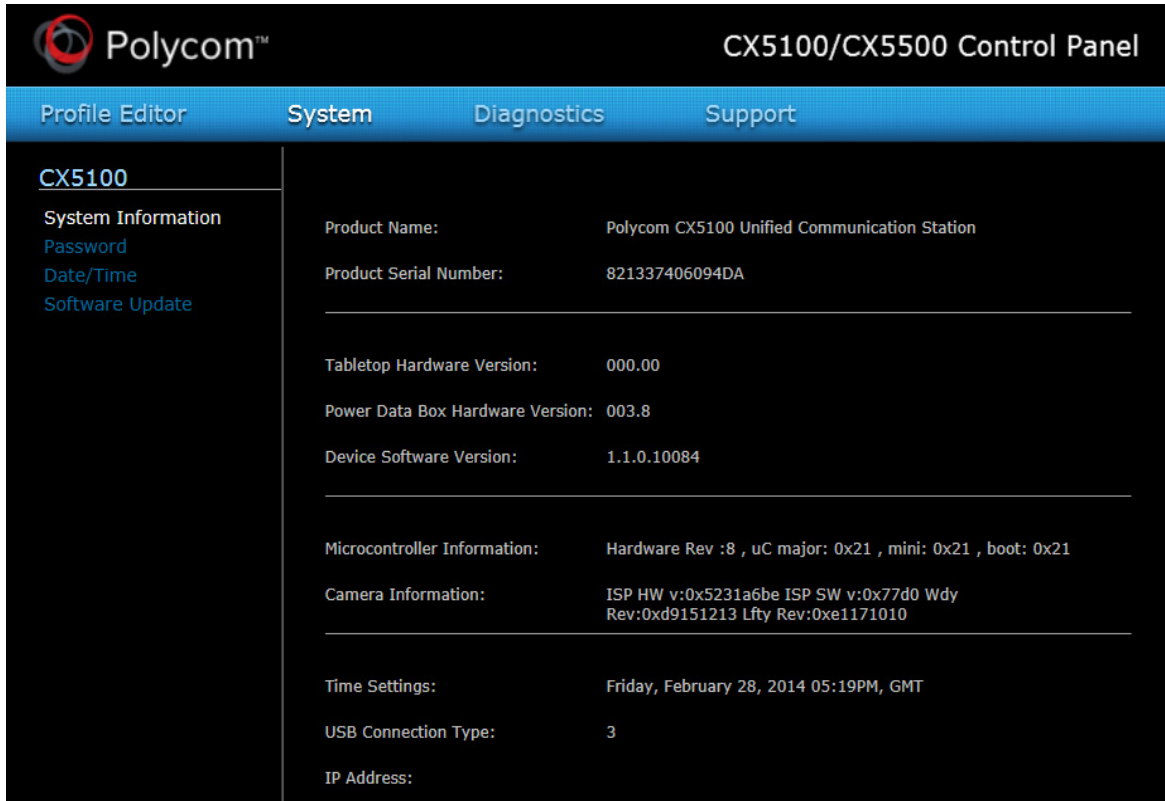 Polycom™
CX5100/CX5500 Control Panel
Profile Editor System Diagnostics Support
CX5100
System Information
Password
Date/Time
Software Update
Product Name: Polycom CX5100 Unified Communication Station
Product Serial Number: 821337406094DA
Tabletop Hardware Version: 000.00
Power Data Box Hardware Version: 003.8
Device Software Version: 1.1.0.10084
Microcontroller Information: Hardware Rev :8 , uC major: 0x21 , mini: 0x21 , boot: 0x21
Camera Information: ISP HW v:0x5231a6be ISP SW v:0x77d0 Wdy
Rev:0xd9151213 Lfty Rev:0xe1171010
Time Settings: Friday, February 28, 2014 05:19PM, GMT
USB Connection Type: 3
IP Address: